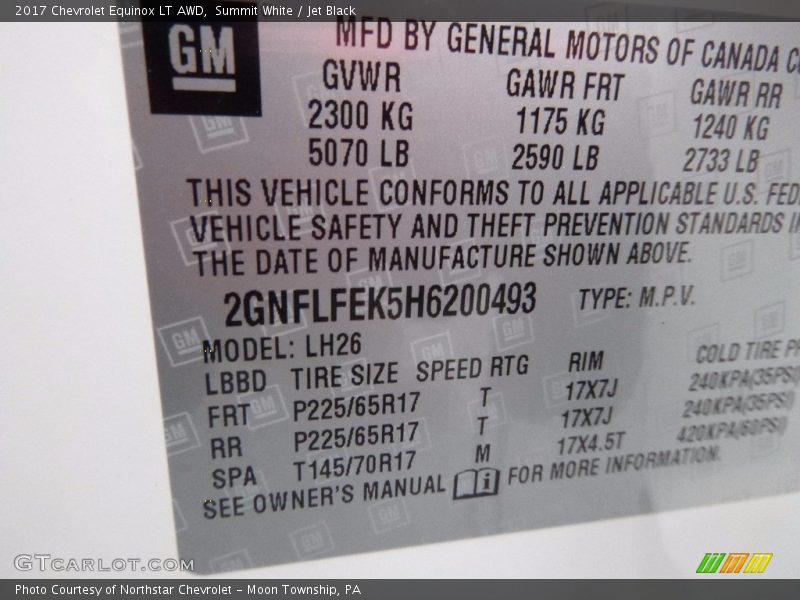 2017 Chevrolet Equinox LT AWD, Summit White / Jet Black
GM
MFD BY GENERAL MOTORS OF CANADA
GVWR GAWR FRT GAWR RR
2300 KG 1175 KG 1240 KG
5070 LB 2590 LB 2733 LB
THIS VEHICLE CONFORMS TO ALL APPLICABLE U.S.
VEHICLE SAFETY AND THEFT PREVENTION STANDARDS
THE DATE OF MANUFACTURE SHOWN ABOVE.
2GNFLFEK5H6200493 TYPE: M.P.V.
MODEL: LH26
LBBD TIRE SIZE SPEED RTG RIM COLD TIRE
FRT P225/65R17 T 17X7J 240KPA(35PSI)
RR P225/65R17 T 17X7J 240KPA(35PSI)
SPA T145/70R17 M 17X4.5T 420KPA(60PSI)
SEE OWNER'S MANUAL FOR MORE INFORMATION.
GTCARLOT.COM
Photo Courtesy of Northstar Chevrolet - Moon Township, PA